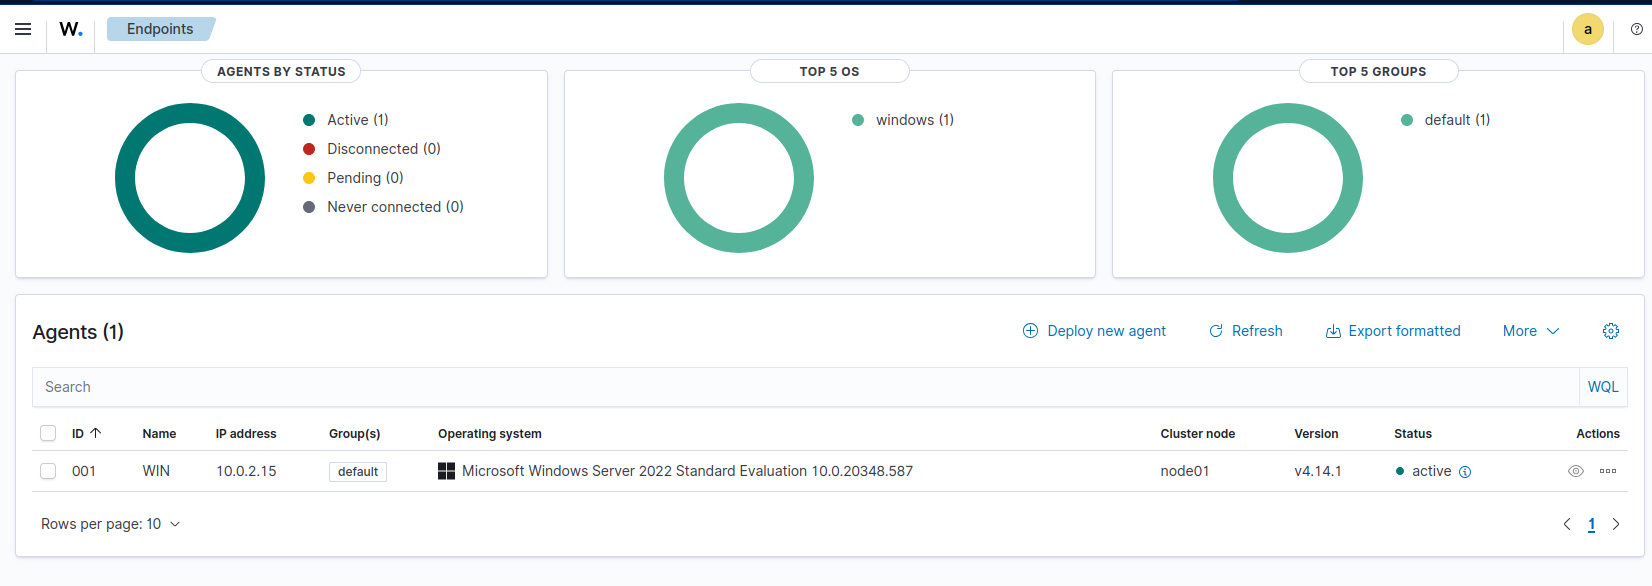 W. Endpoints a
AGENTS BY STATUS TOP 5 OS TOP 5 GROUPS
Active (1) windows (1) default (1)
Disconnected (0)
Pending (0)
Never connected (0)
Agents (1) Deploy new agent Refresh Export formatted More
Search WQL
ID Name IP address Group(s) Operating system Cluster node Version Status Actions
001 WIN 10.0.2.15 default Microsoft Windows Server 2022 Standard Evaluation 10.0.20348.587 node01 v4.14.1 active
Rows per page: 10 1